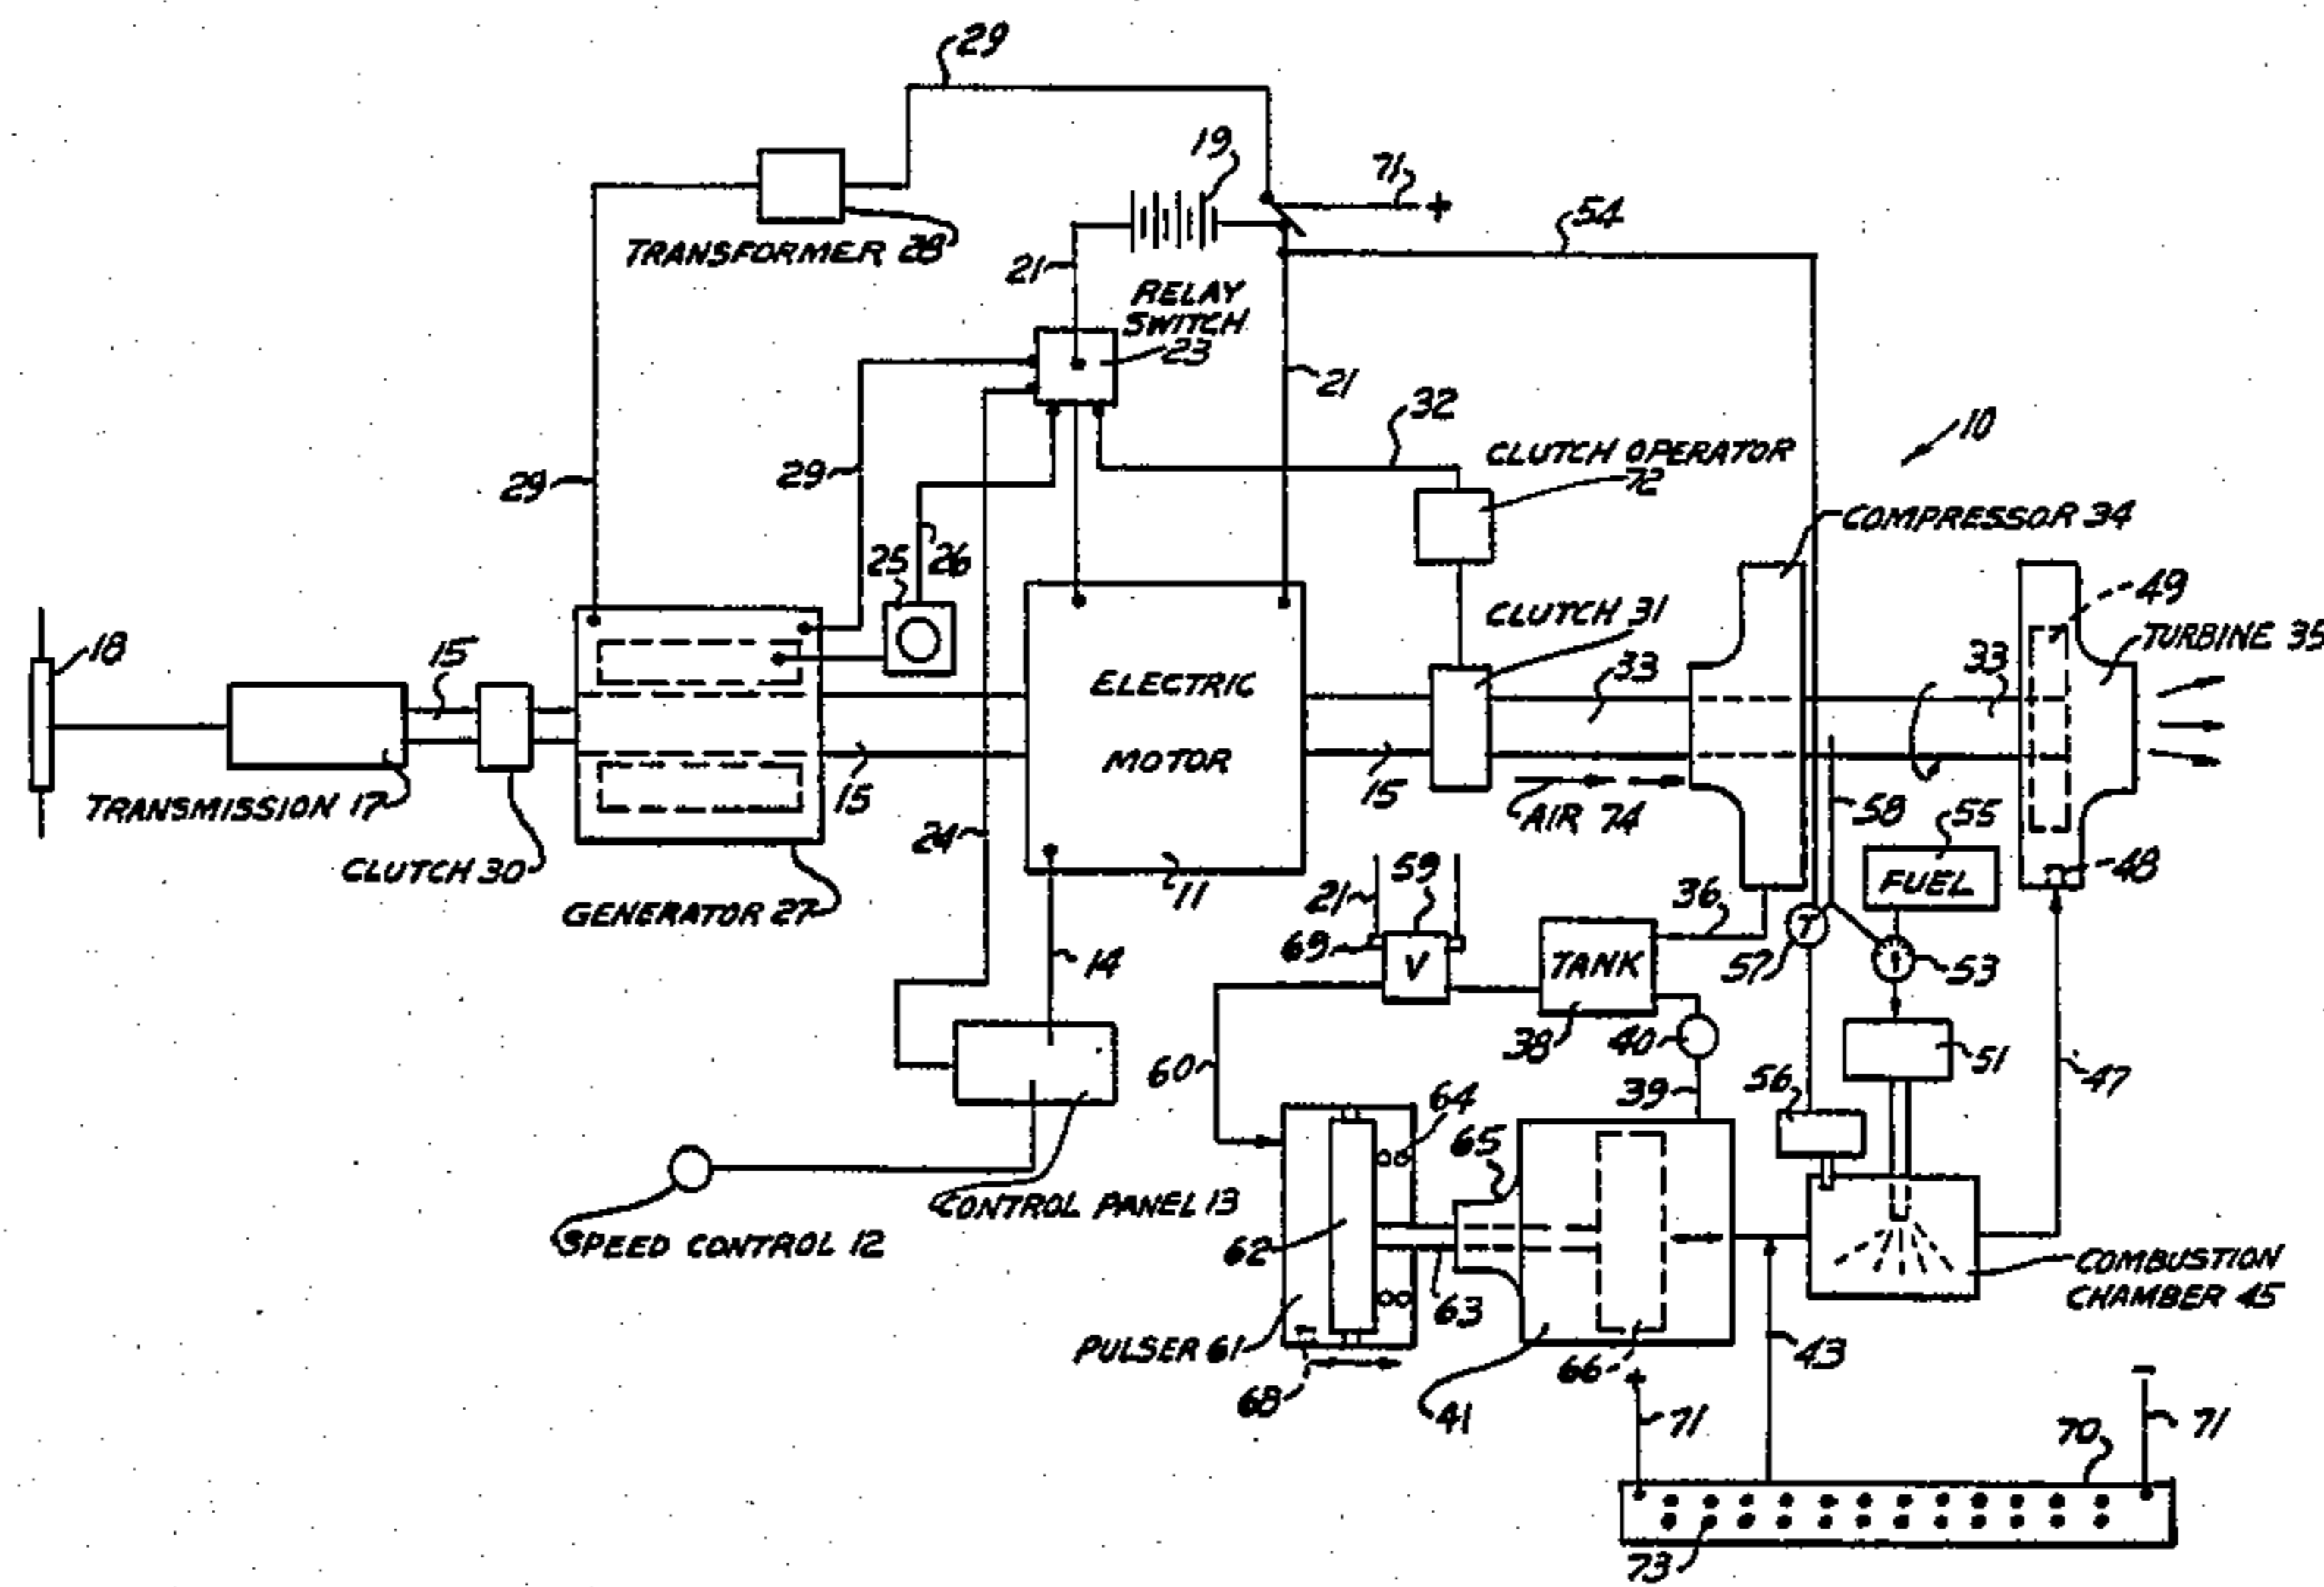 29
19
71 +
54
TRANSFORMER 28
21
RELAY
SWITCH
23
21
32
10
CLUTCH OPERATOR
72
29
29
COMPRESSOR 34
25
26
49
CLUTCH 31
TURBINE 35
18
15
33
33
ELECTRIC
MOTOR
TRANSMISSION 17
15
15
AIR 74
58
55
24
59
CLUTCH 30
11
21
36
FUEL
48
GENERATOR 27
69
V
TANK
T
57
53
14
38
40
51
60
56
39
47
64
65
CONTROL PANEL 13
SPEED CONTROL 12
62
63
COMBUSTION
CHAMBER 45
PULSER 61
43
66
68
41
+
71
-
71
70
73